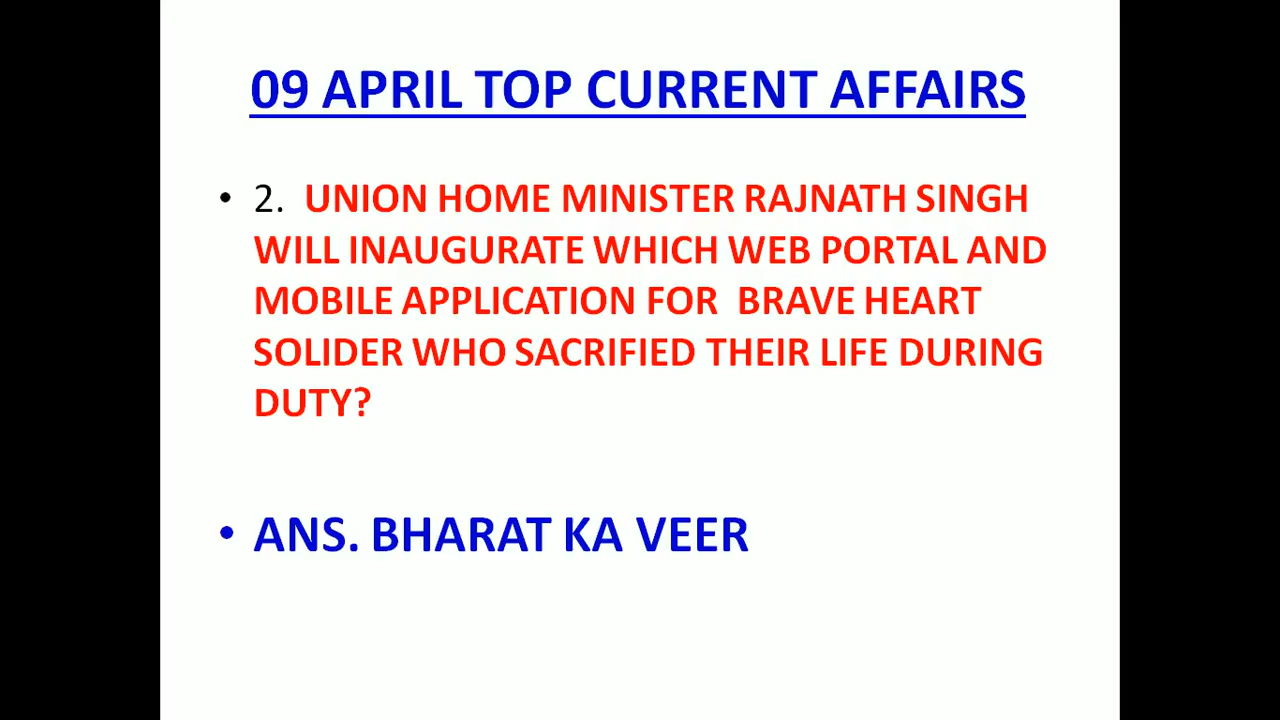 09 APRIL TOP CURRENT AFFAIRS
• 2. UNION HOME MINISTER RAJNATH SINGH
WILL INAUGURATE WHICH WEB PORTAL AND
MOBILE APPLICATION FOR BRAVE HEART
SOLIDER WHO SACRIFIED THEIR LIFE DURING
DUTY?
• ANS. BHARAT KA VEER